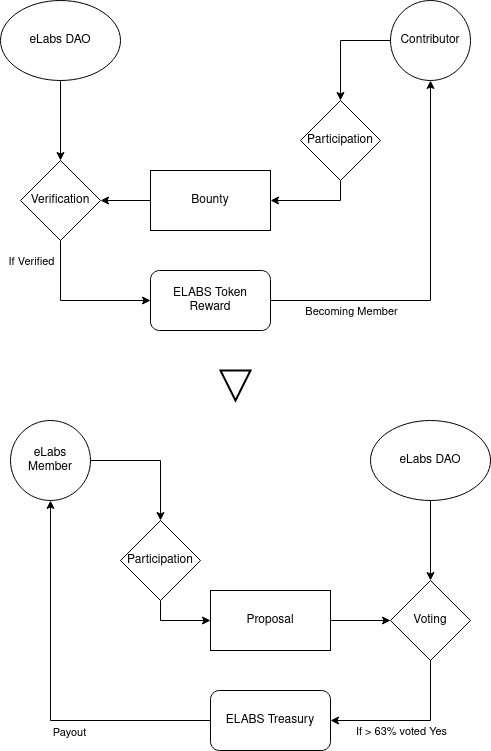 eLabs DAO
Contributor
Participation
Verification
Bounty
If Verified
ELABS Token
Reward
Becoming Member
eLabs
Member
eLabs DAO
Participation
Proposal
Voting
ELABS Treasury
Payout
If > 63% voted Yes